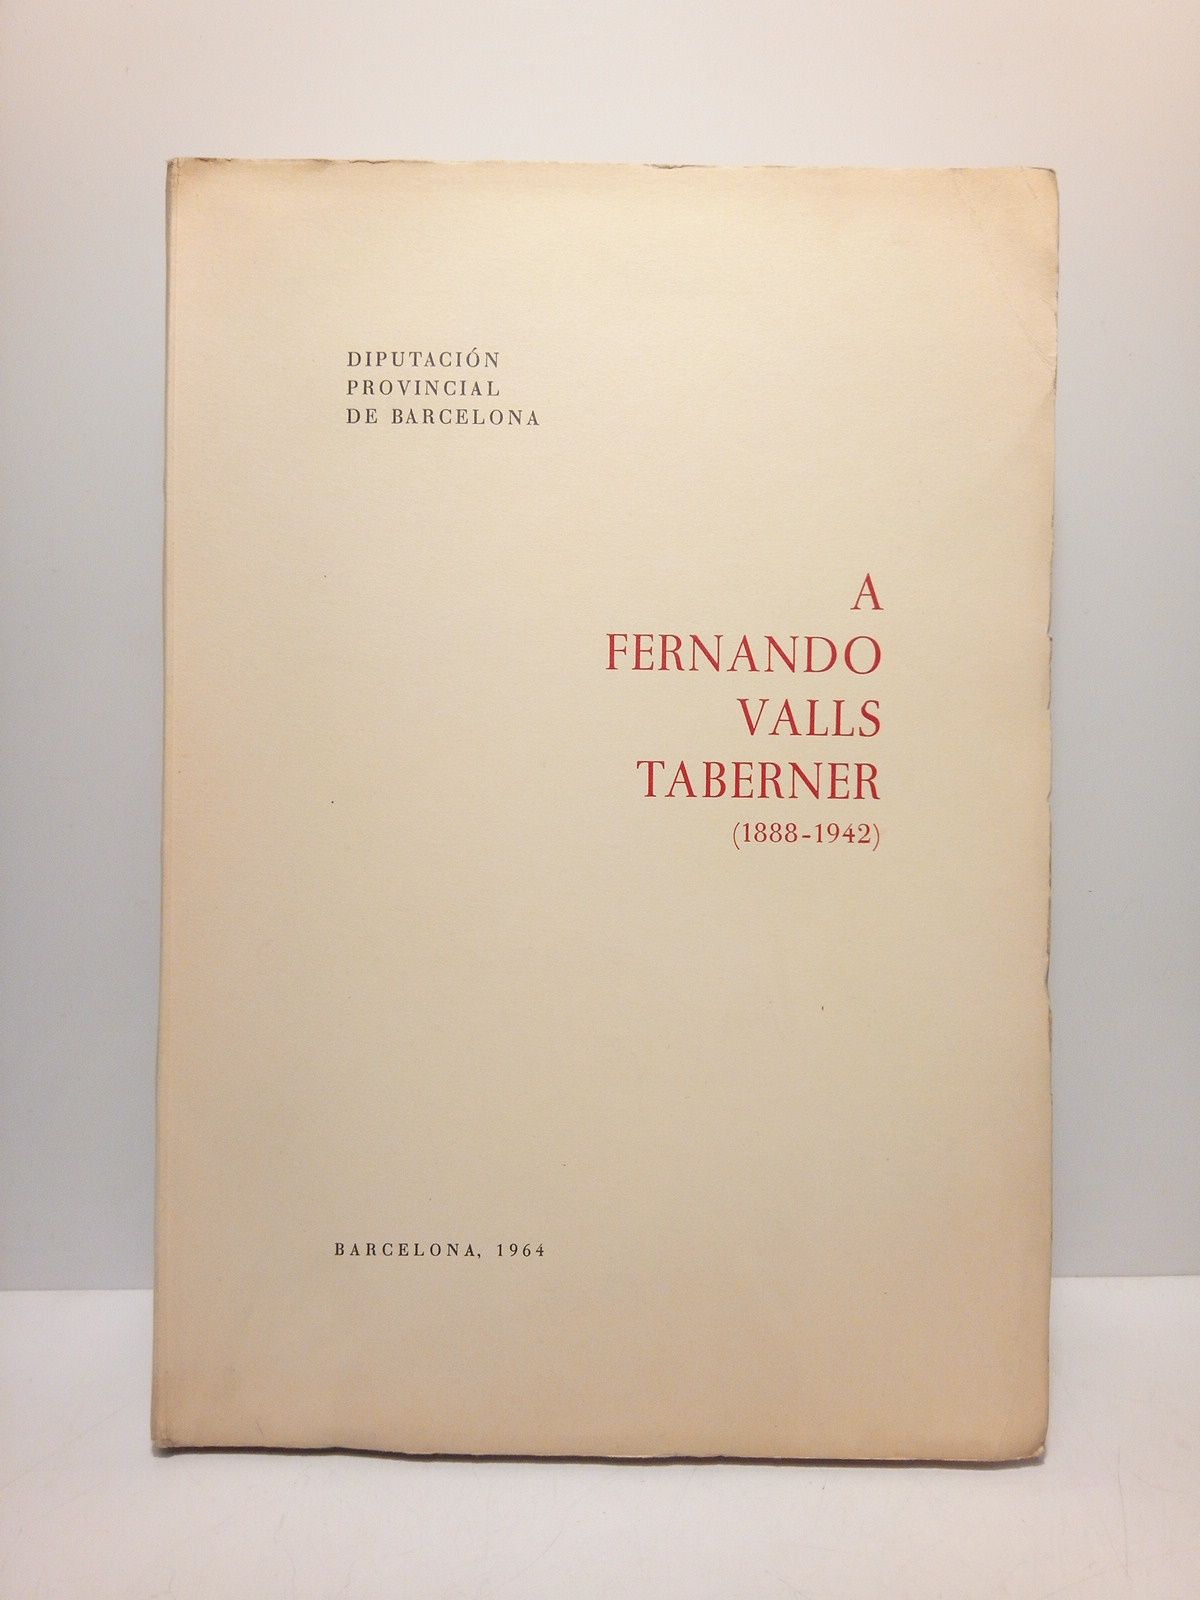 DIPUTACIÓN
PROVINCIAL
DE BARCELONA
A
FERNANDO
VALLS
TABERNER
(1888-1942)
BARCELONA, 1964